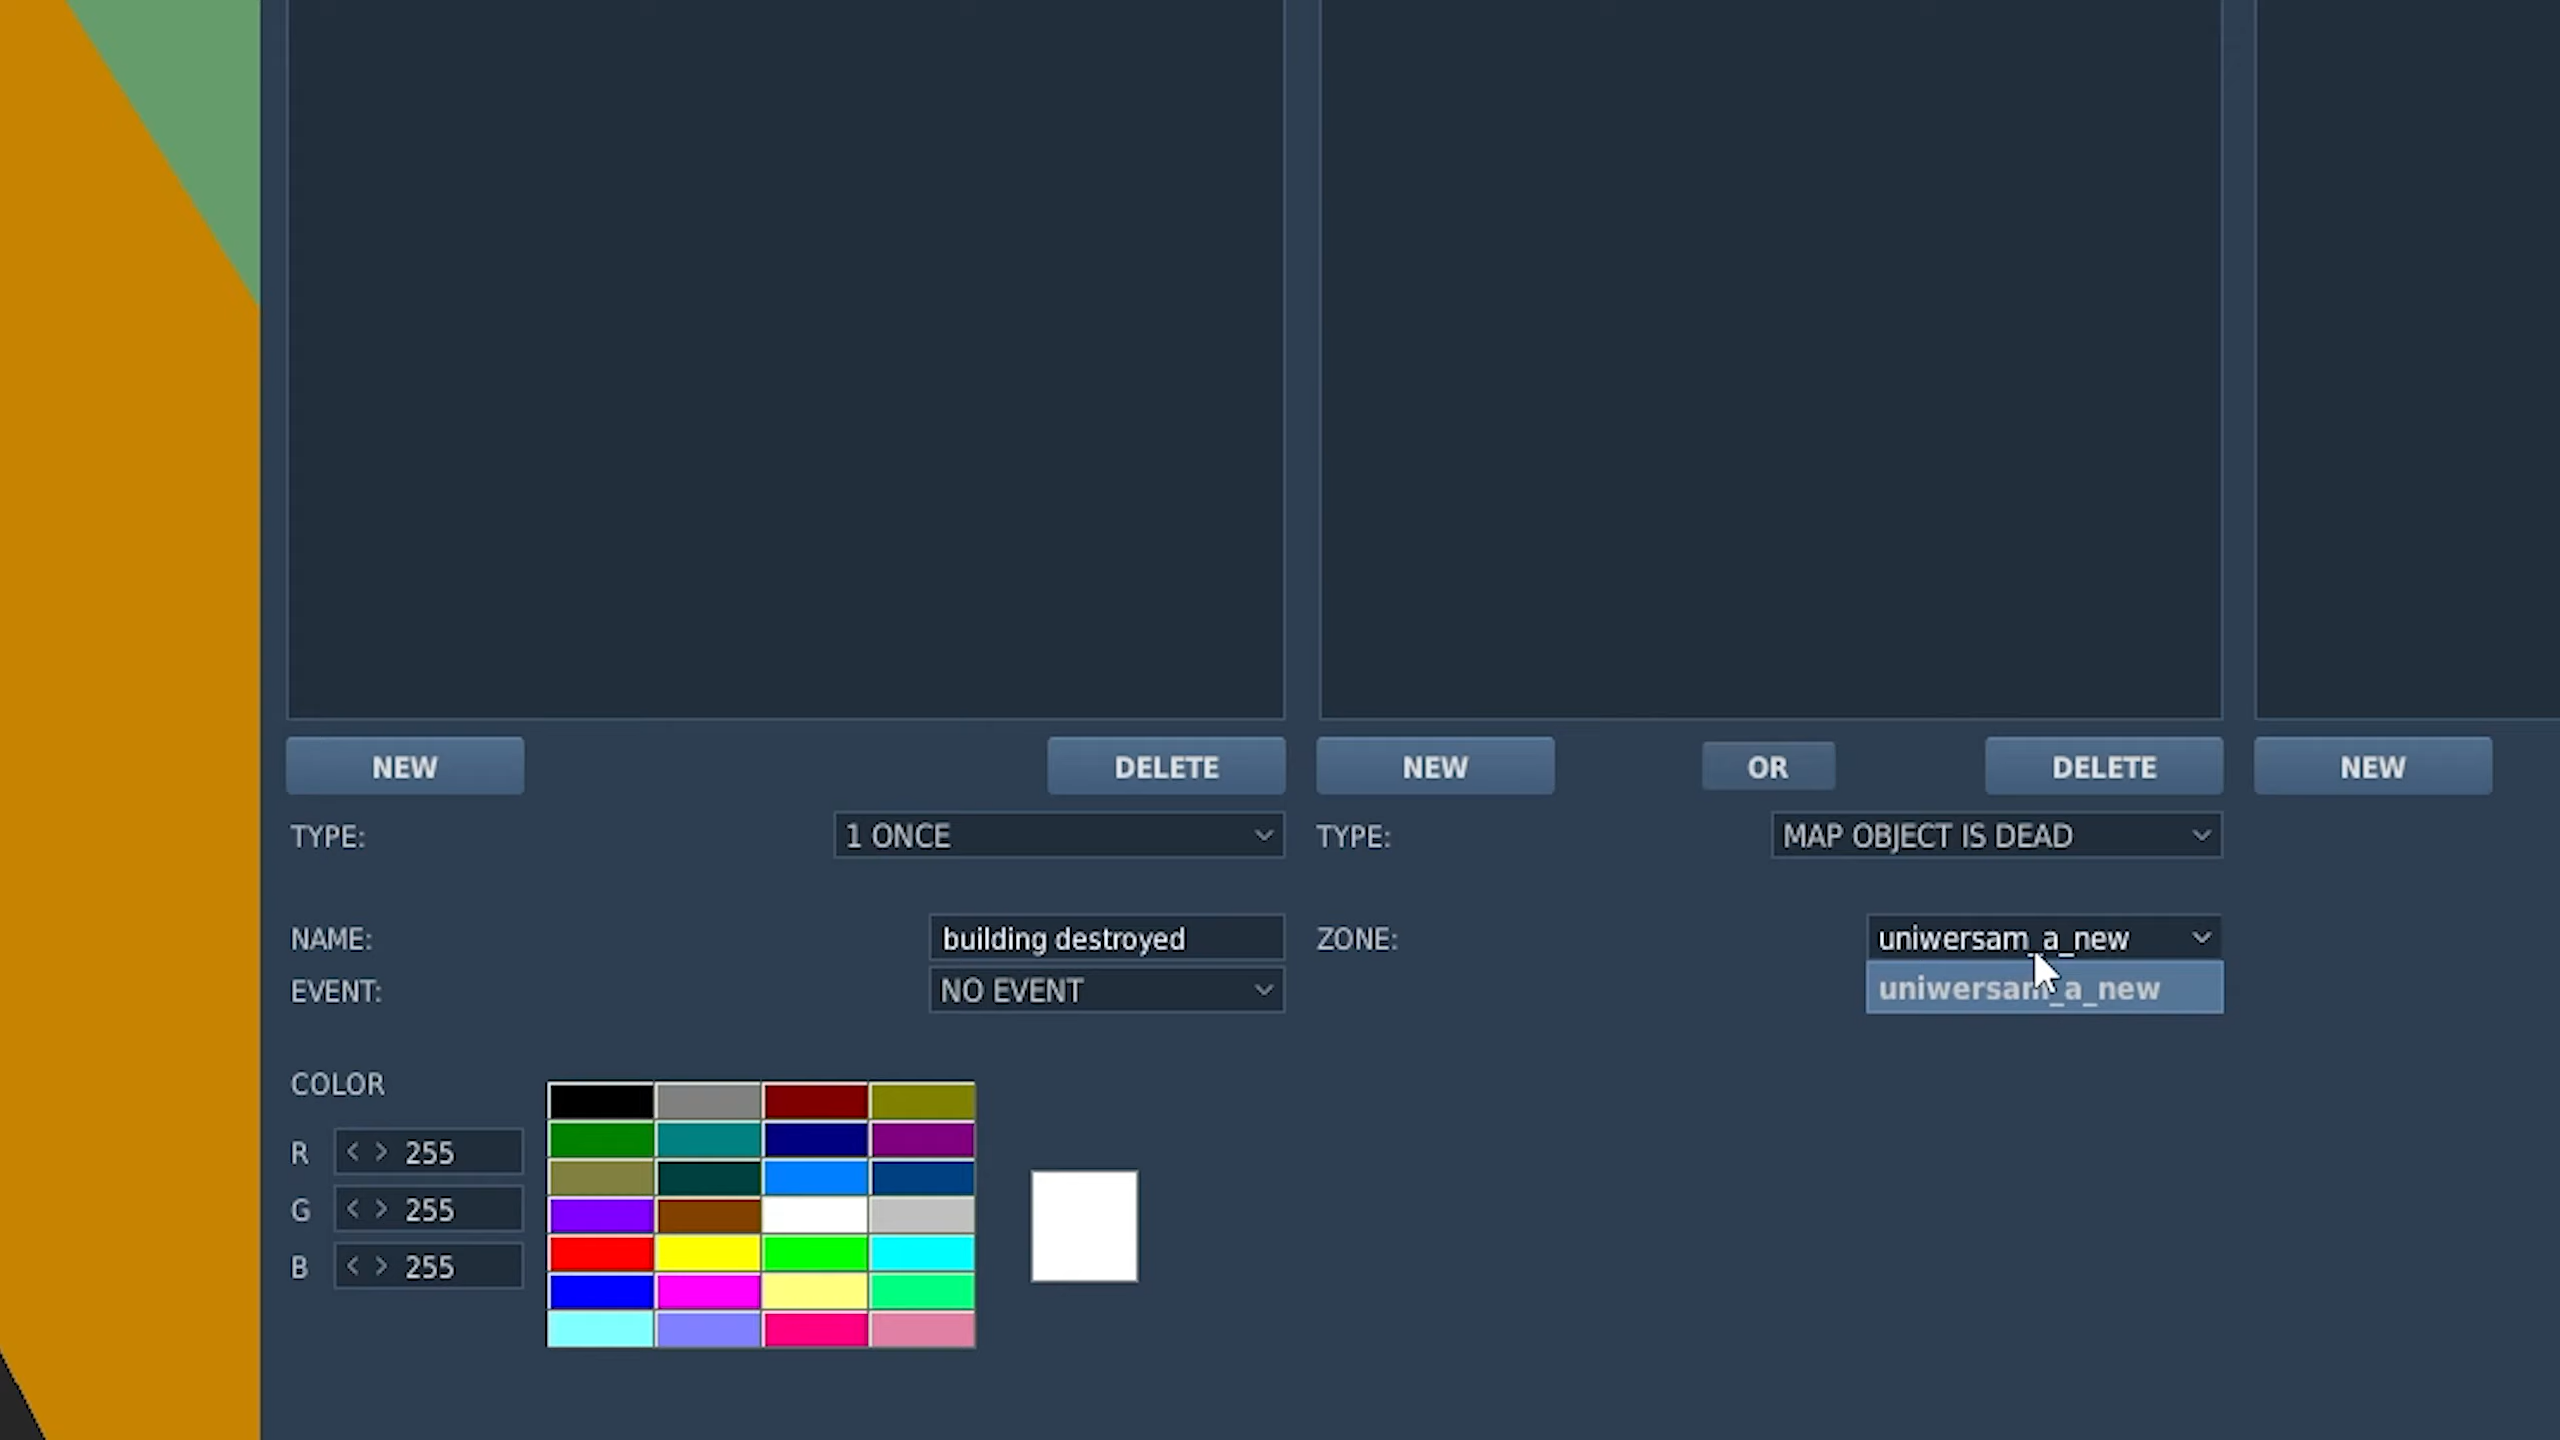 NEW DELETE NEW OR DELETE NEW
TYPE: 1 ONCE TYPE: MAP OBJECT IS DEAD
NAME: building destroyed ZONE: uniwersam_a_new
EVENT: NO EVENT uniwersam_a_new
COLOR
R < > 255
G < > 255
B < > 255